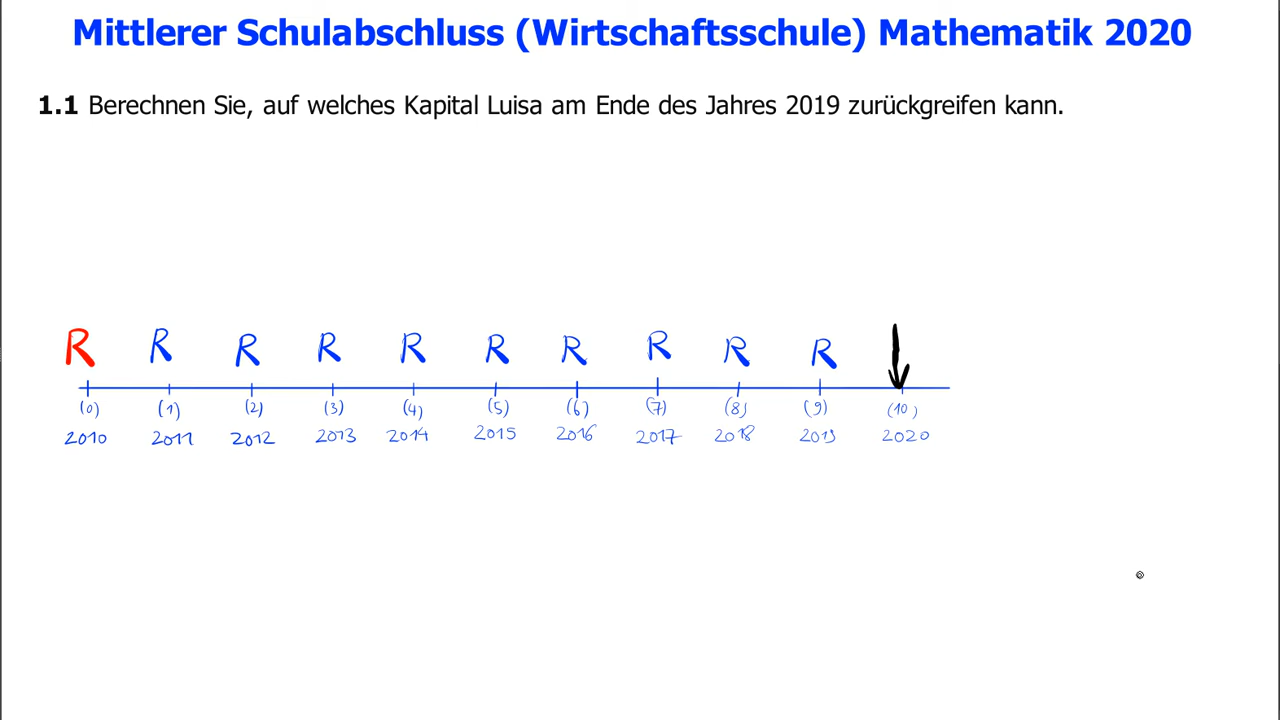 Mittlerer Schulabschluss (Wirtschaftsschule) Mathematik 2020
1.1 Berechnen Sie, auf welches Kapital Luisa am Ende des Jahres 2019 zurückgreifen kann.
R R R R R R R R R R
(0) (1) (2) (3) (4) (5) (6) (7) (8) (9) (10)
2010 2011 2012 2013 2014 2015 2016 2017 2018 2019 2020